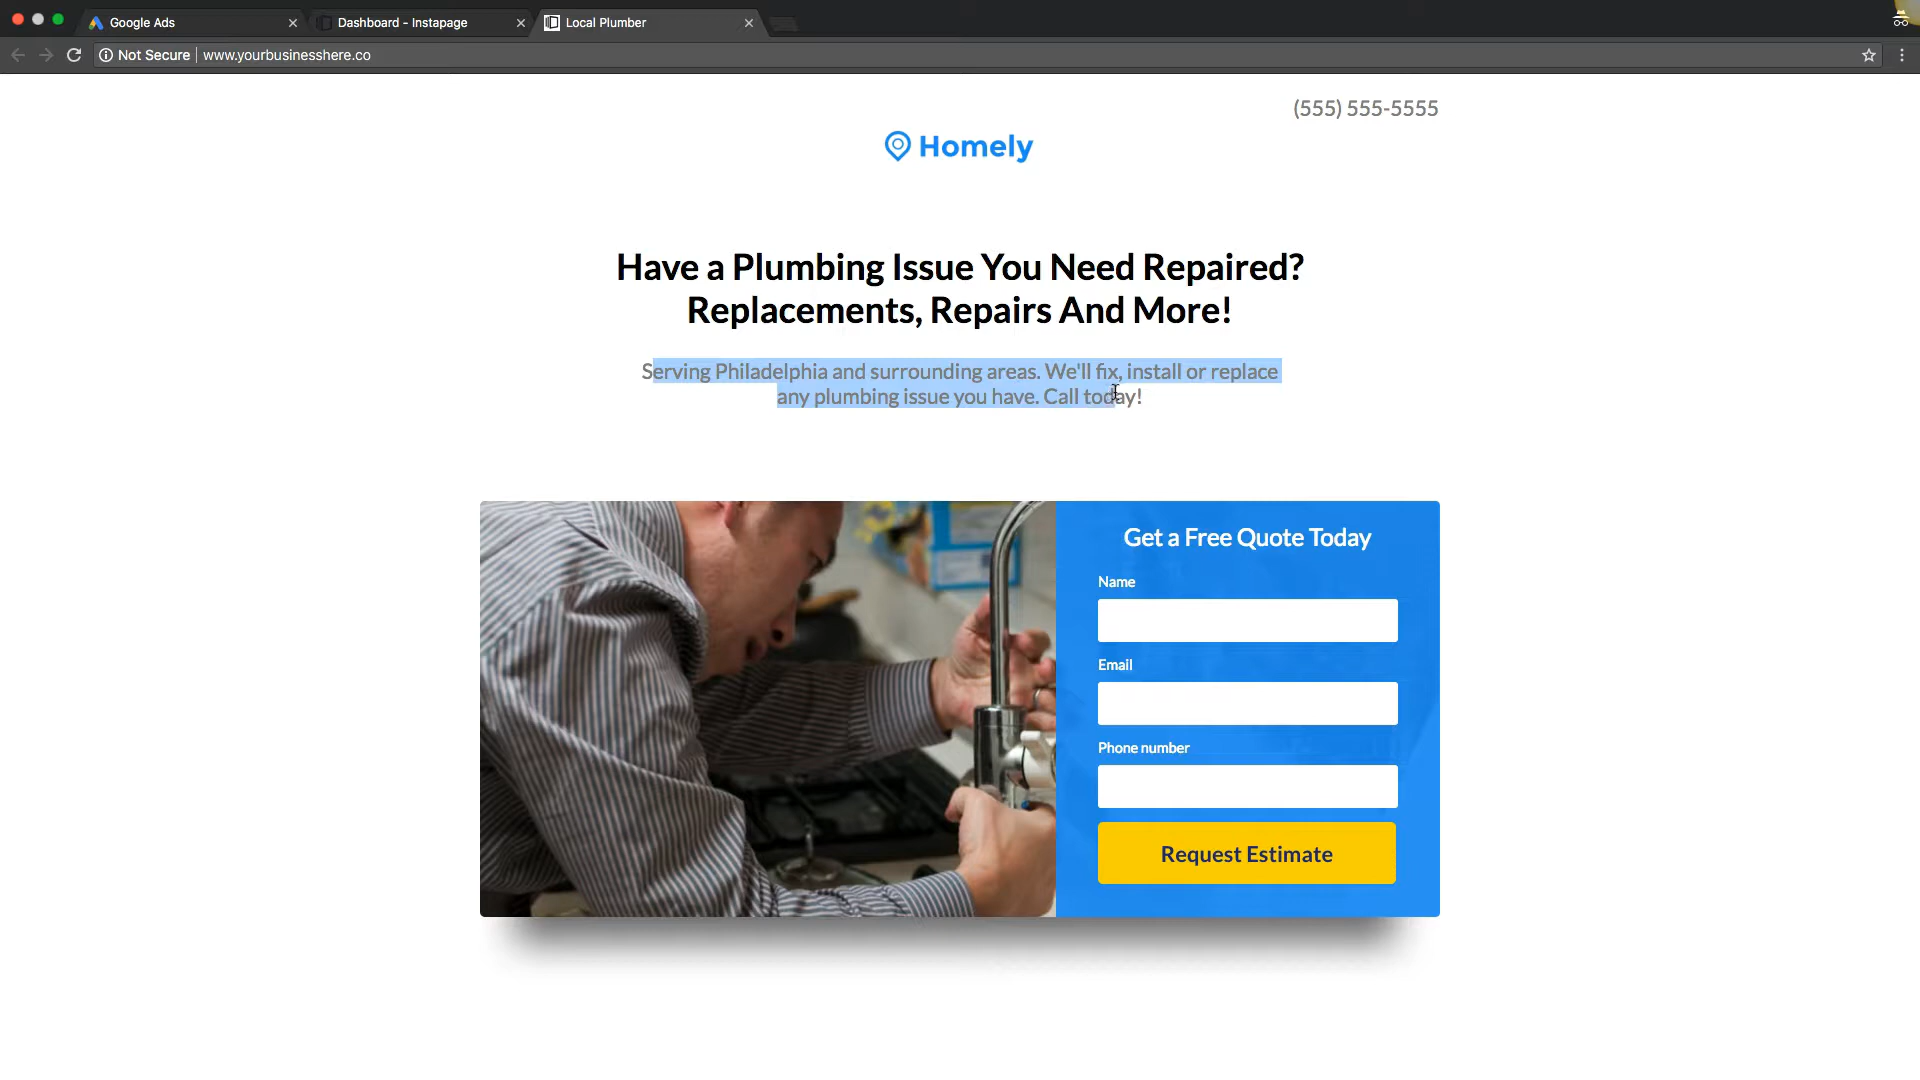 Google Ads
Dashboard - Instapage
Local Plumber
Not Secure
www.yourbusinesshere.co
(555) 555-5555
Homely
Have a Plumbing Issue You Need Repaired?
Replacements, Repairs And More!
Serving Philadelphia and surrounding areas. We'll fix, install or replace
any plumbing issue you have. Call today!
Get a Free Quote Today
Name
Email
Phone number
Request Estimate